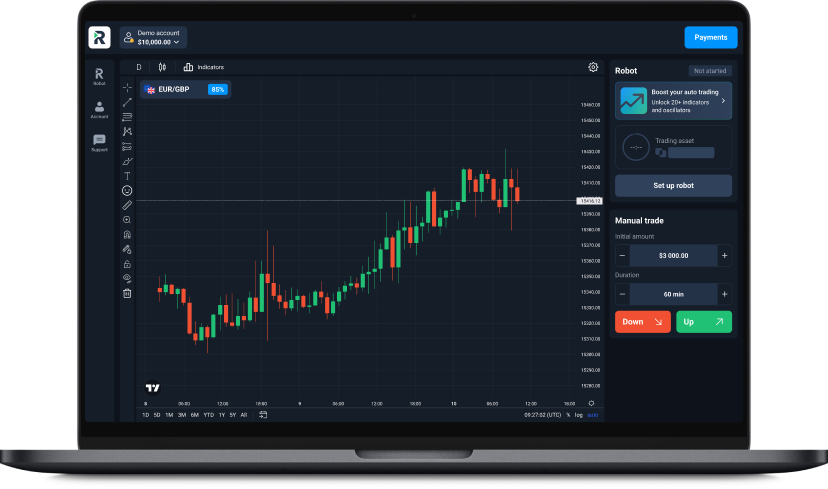 Demo account
$10,000.00
Payments
Robot
Account
Support
D
Indicators
EUR/GBP
85%
15460.00
15450.00
15440.00
15430.00
15420.00
15410.00
15416.12
15390.00
15380.00
15370.00
15360.00
15350.00
15340.00
15330.00
15320.00
15310.00
15300.00
15290.00
15280.00
8 06:00 12:00 18:00 9 06:00 12:00 18:00 10 06:00 12:00 18:00
1D 5D 1M 3M 6M YTD 1Y 5Y All
09:27:02 (UTC) % log auto
Robot
Not started
Boost your auto trading
Unlock 20+ indicators
and oscillators
--:--
Trading asset
Set up robot
Manual trade
Initial amount
− $3 000.00 +
Duration
− 60 min +
Down
Up